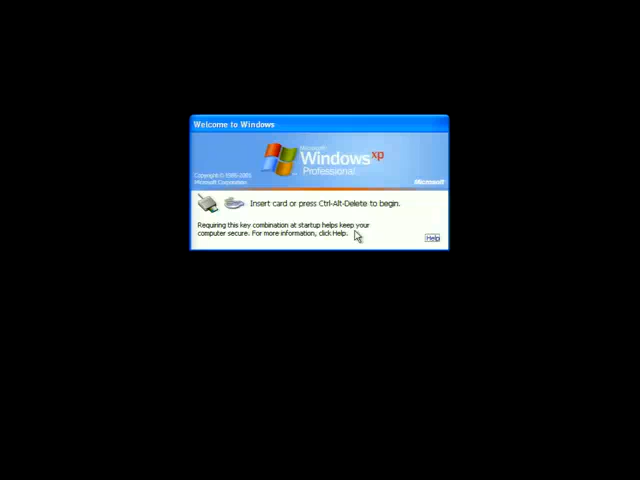 Welcome to Windows
Microsoft
Windows xp
Professional
Copyright © 1985-2001
Microsoft Corporation
Microsoft
Insert card or press Ctrl-Alt-Delete to begin.
Requiring this key combination at startup helps keep your
computer secure. For more information, click Help.
Help